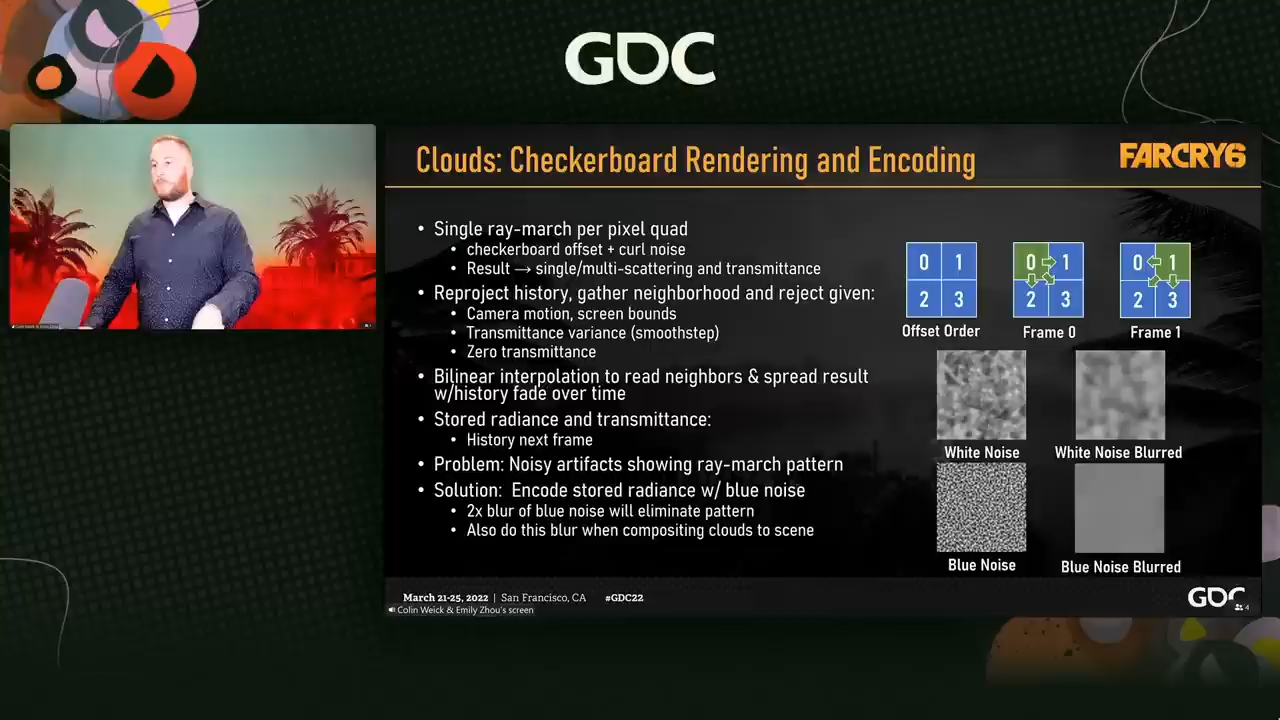 GDC
Clouds: Checkerboard Rendering and Encoding
FARCRY6
• Single ray-march per pixel quad
• checkerboard offset + curl noise
• Result → single/multi-scattering and transmittance
• Reproject history, gather neighborhood and reject given:
• Camera motion, screen bounds
• Transmittance variance (smoothstep)
• Zero transmittance
• Bilinear interpolation to read neighbors & spread result
w/history fade over time
• Stored radiance and transmittance:
• History next frame
• Problem: Noisy artifacts showing ray-march pattern
• Solution: Encode stored radiance w/ blue noise
• 2x blur of blue noise will eliminate pattern
• Also do this blur when compositing clouds to scene
0 1
2 3
Offset Order
0 1
2 3
Frame 0
0 1
2 3
Frame 1
White Noise
White Noise Blurred
Blue Noise
Blue Noise Blurred
March 21-25, 2022 | San Francisco, CA #GDC22
GDC
Colin Weick & Emily Zhou's screen
4